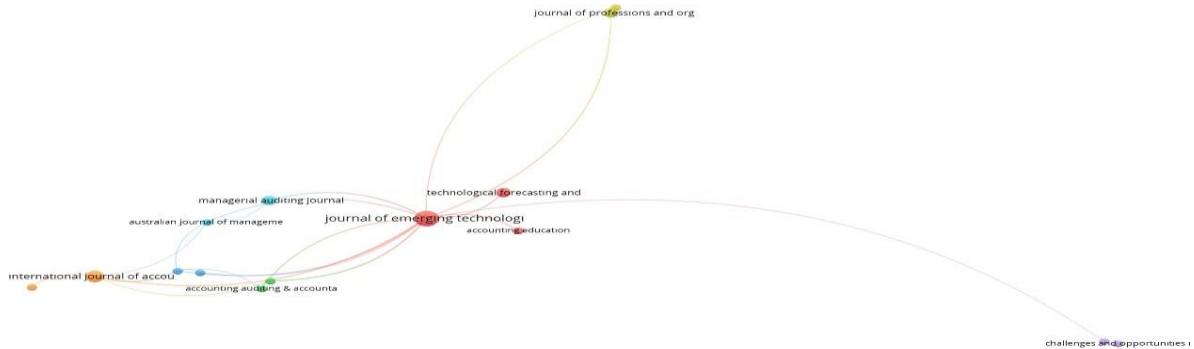 journal of professions and org
technological forecasting and
managerial auditing journal
journal of emerging technologi
australian journal of manageme
accounting education
international journal of accou
accounting auditing & accounta
challenges and opportunities